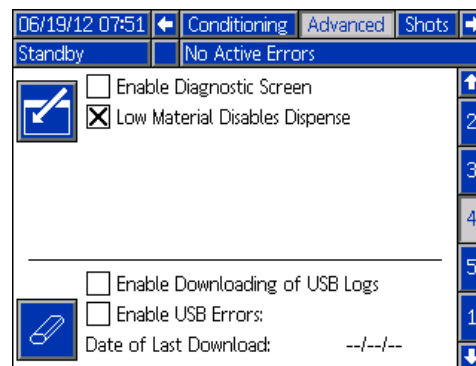 06/19/12 07:51 Conditioning Advanced Shots
Standby No Active Errors
Enable Diagnostic Screen
Low Material Disables Dispense
2
3
4
5
Enable Downloading of USB Logs
Enable USB Errors:
1
Date of Last Download: --/--/--